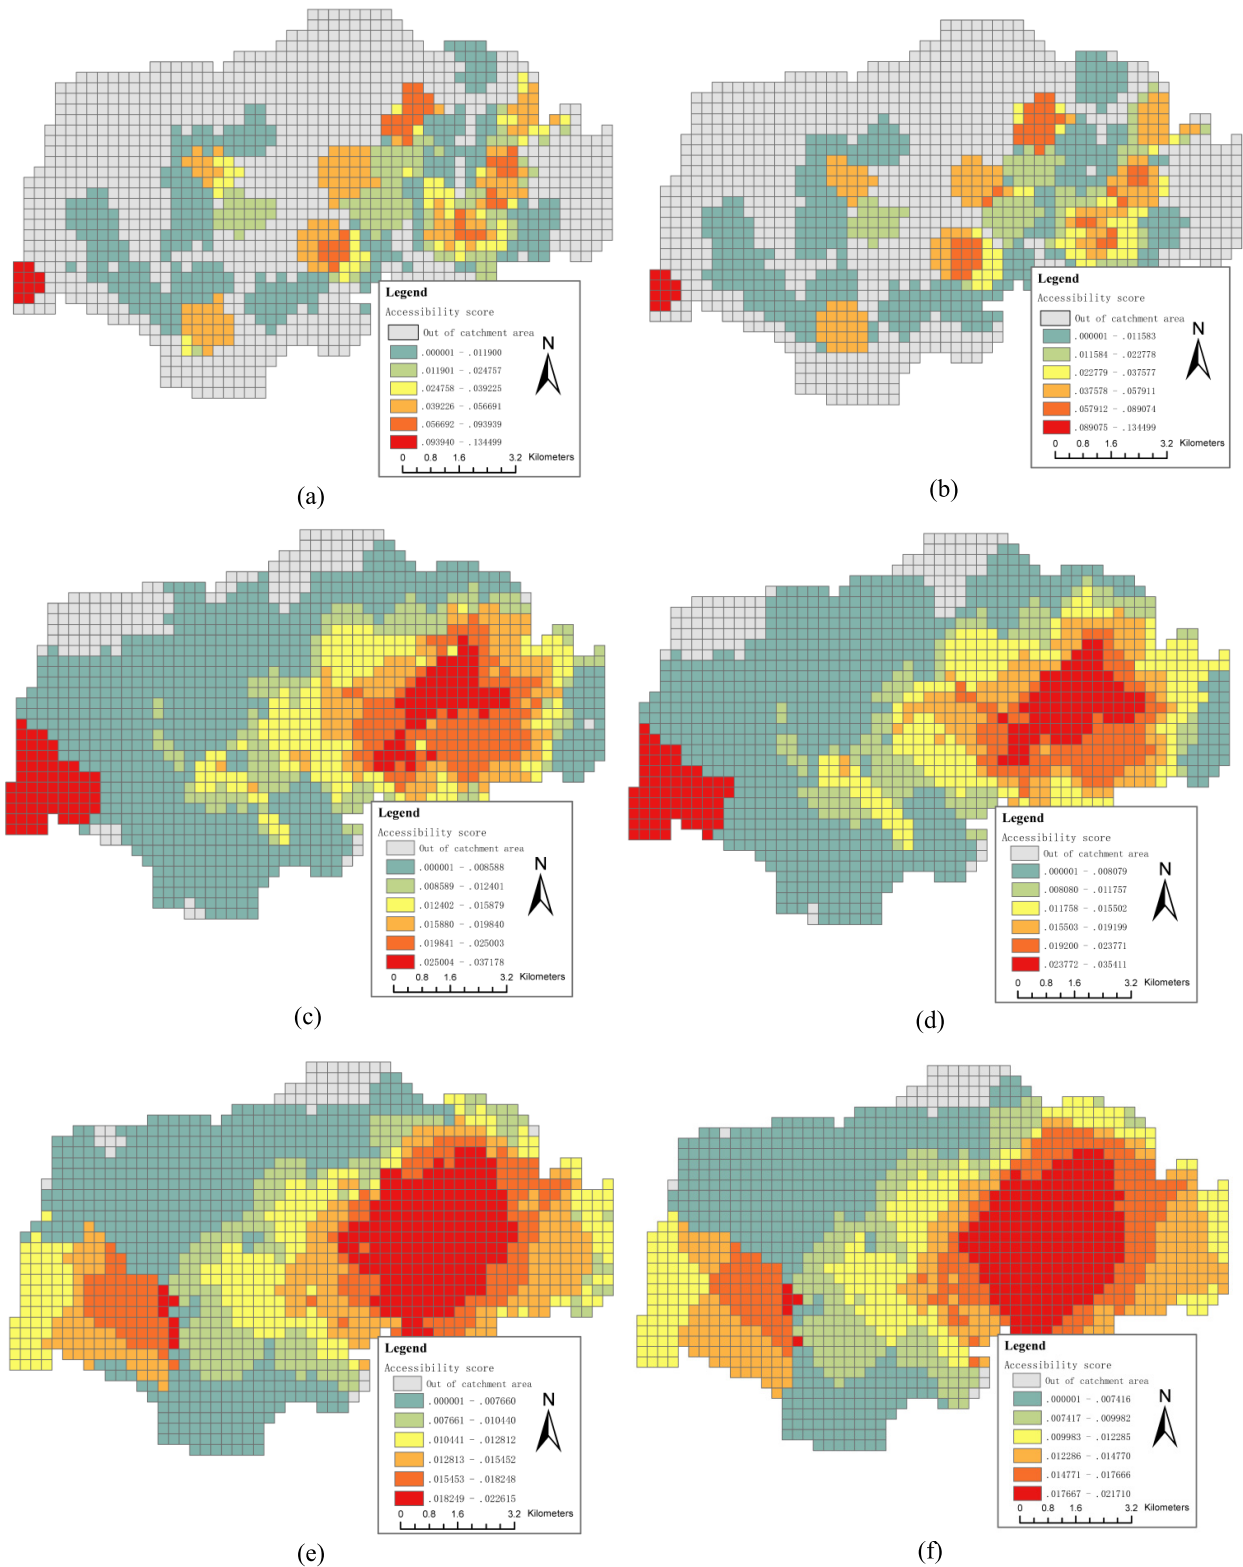 Legend
Accessibility score
Out of catchment area
.000001 - .011900
.011901 - .024757
.024758 - .039225
.039226 - .056691
.056692 - .093939
.093940 - .134499
N
0 0.8 1.6 3.2 Kilometers
(a)
Legend
Accessibility score
Out of catchment area
.000001 - .011583
.011584 - .022778
.022779 - .037577
.037578 - .057911
.057912 - .089074
.089075 - .134499
N
0 0.8 1.6 3.2 Kilometers
(b)
Legend
Accessibility score
Out of catchment area
.000001 - .008588
.008589 - .012401
.012402 - .015879
.015880 - .019840
.019841 - .025003
.025004 - .037178
N
0 0.8 1.6 3.2 Kilometers
(c)
Legend
Accessibility score
Out of catchment area
.000001 - .008079
.008080 - .011757
.011758 - .015502
.015503 - .019199
.019200 - .023771
.023772 - .035411
N
0 0.8 1.6 3.2 Kilometers
(d)
Legend
Accessibility score
Out of catchment area
.000001 - .007660
.007661 - .010440
.010441 - .012812
.012813 - .015452
.015453 - .018248
.018249 - .022615
N
0 0.8 1.6 3.2 Kilometers
(e)
Legend
Accessibility score
Out of catchment area
.000001 - .007416
.007417 - .009982
.009983 - .012285
.012286 - .014770
.014771 - .017666
.017667 - .021710
N
0 0.8 1.6 3.2 Kilometers
(f)